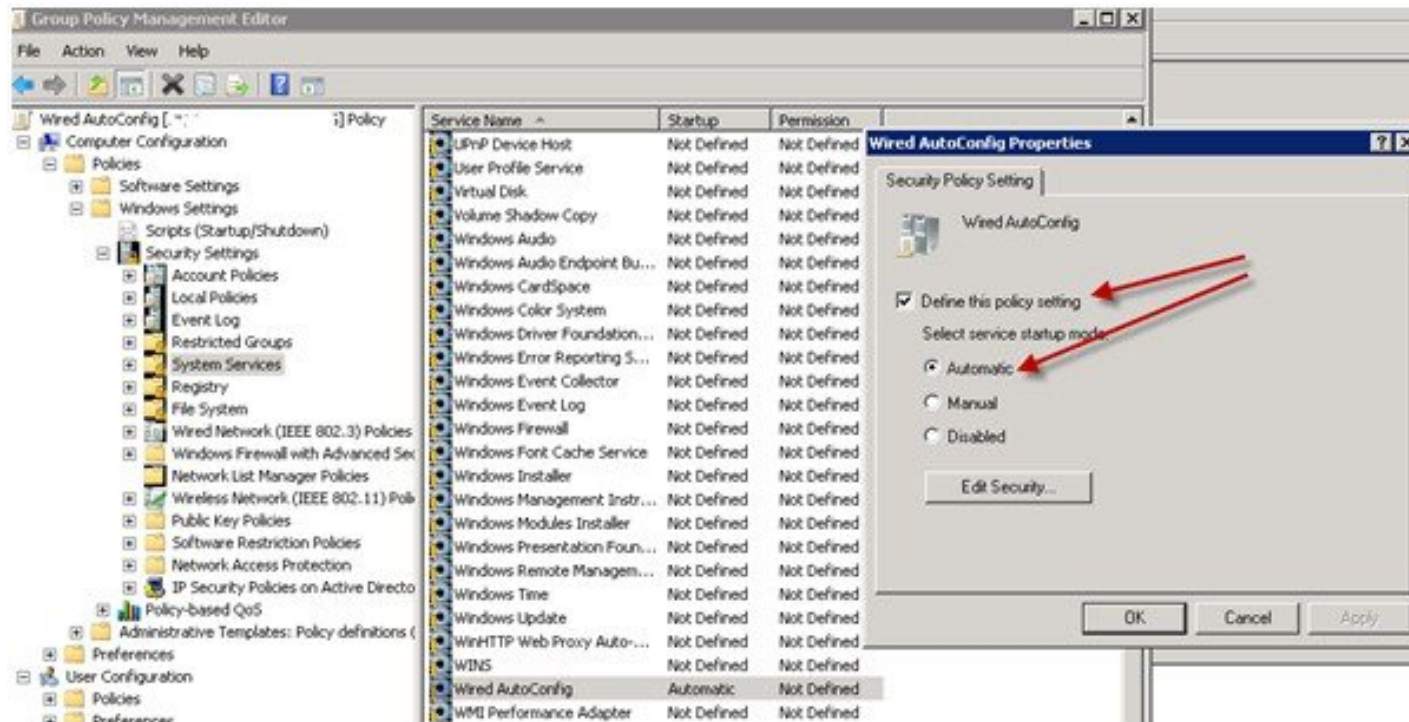 Group Policy Management Editor
File Action View Help
Wired AutoConfig [. Policy
Computer Configuration
Policies
Software Settings
Windows Settings
Scripts (Startup/Shutdown)
Security Settings
Account Policies
Local Policies
Event Log
Restricted Groups
System Services
Registry
File System
Wired Network (IEEE 802.3) Policies
Windows Firewall with Advanced Sec
Network List Manager Policies
Wireless Network (IEEE 802.11) Poli
Public Key Policies
Software Restriction Policies
Network Access Protection
IP Security Policies on Active Directo
Policy-based QoS
Administrative Templates: Policy definitions (
Preferences
User Configuration
Policies
Preferences
Service Name Startup Permission
UPnP Device Host Not Defined Not Defined
User Profile Service Not Defined Not Defined
Virtual Disk Not Defined Not Defined
Volume Shadow Copy Not Defined Not Defined
Windows Audio Not Defined Not Defined
Windows Audio Endpoint Bu... Not Defined Not Defined
Windows CardSpace Not Defined Not Defined
Windows Color System Not Defined Not Defined
Windows Driver Foundation... Not Defined Not Defined
Windows Error Reporting S... Not Defined Not Defined
Windows Event Collector Not Defined Not Defined
Windows Event Log Not Defined Not Defined
Windows Firewall Not Defined Not Defined
Windows Font Cache Service Not Defined Not Defined
Windows Installer Not Defined Not Defined
Windows Management Instr... Not Defined Not Defined
Windows Modules Installer Not Defined Not Defined
Windows Presentation Foun... Not Defined Not Defined
Windows Remote Managem... Not Defined Not Defined
Windows Time Not Defined Not Defined
Windows Update Not Defined Not Defined
WinHTTP Web Proxy Auto-... Not Defined Not Defined
WINS Not Defined Not Defined
Wired AutoConfig Automatic Not Defined
WMI Performance Adapter Not Defined Not Defined
Wired AutoConfig Properties
Security Policy Setting
Wired AutoConfig
Define this policy setting
Select service startup mode:
Automatic
Manual
Disabled
Edit Security...
OK Cancel Apply